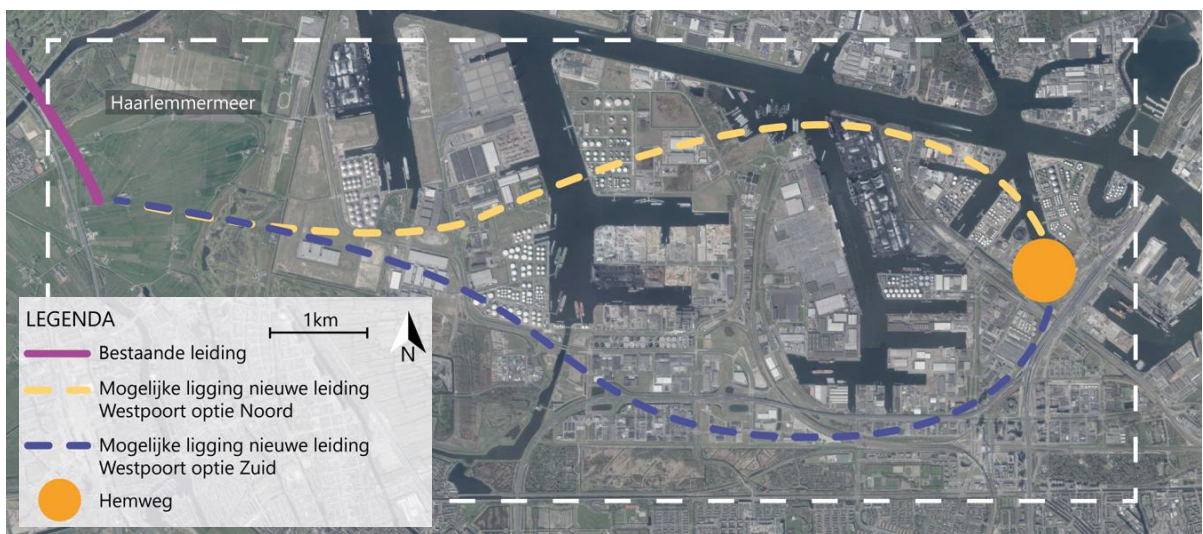 Haarlemmermeer
LEGENDA
1km
N
Bestaande leiding
Mogelijke ligging nieuwe leiding
Westpoort optie Noord
Mogelijke ligging nieuwe leiding
Westpoort optie Zuid
Hemweg